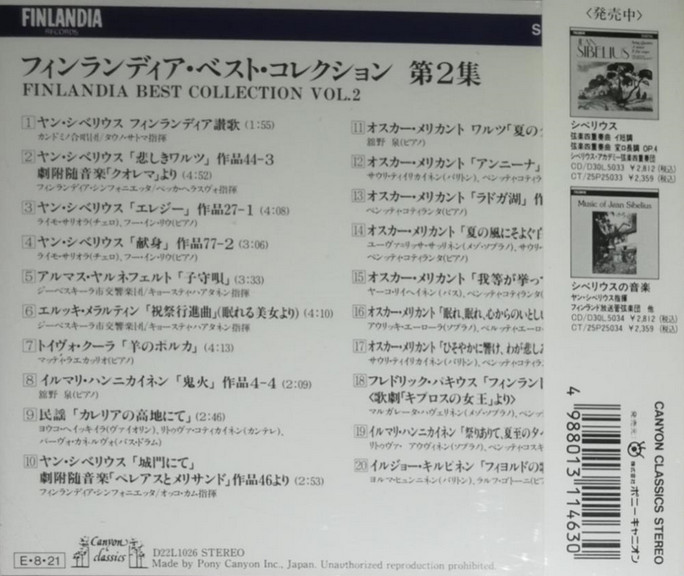 FINLANDIA
RECORDS
S
フィンランディア・ベスト・コレクション 第2集
FINLANDIA BEST COLLECTION VOL.2
1 ヤン・シベリウス フィンランディア讃歌 (1:55)
カンドミノ合唱団/タウノ・サトマ指揮
2 ヤン・シベリウス「悲しきワルツ」作品44-3
劇附随音楽「クオレマ」より (4:52)
フィンランディア・シンフォニエッタ/ペッカ・ヘラスヴォ指揮
3 ヤン・シベリウス「エレジー」作品27-1 (4:08)
ライモ・サリオラ(チェロ)、フー・イン・リウ(ピアノ)
4 ヤン・シベリウス「献身」作品77-2 (3:06)
ライモ・サリオラ(チェロ)、フー・イン・リウ(ピアノ)
5 アルマス・ヤルネフェルト「子守唄」(3:33)
ジーベスキーラ市交響楽団/キョースティ・ハアタネン指揮
6 エルッキ・メラルティン「祝祭行進曲」(眠れる美女より) (4:10)
ジーベスキーラ市交響楽団/キョースティ・ハアタネン指揮
7 トイヴォ・クーラ「羊のポルカ」(4:13)
マッティ・ラエカッリオ(ピアノ)
8 イルマリ・ハンニカイネン「鬼火」作品4-4 (2:09)
舘野 泉(ピアノ)
9 民謡「カレリアの高地にて」(2:46)
ヨウコ・ヘイッキイラ(ヴァイオリン)、リトゥヴァ・コティカイネン(カンテレ)、
パーヴォ・カネルヴォ(バス・ドラム)
10 ヤン・シベリウス「城門にて」
劇附随音楽「ペレアスとメリサンド」作品46より (2:53)
フィンランディア・シンフォニエッタ/オッコ・カム指揮
11 オスカー・メリカント ワルツ「夏の
舘野 泉(ピアノ)
12 オスカー・メリカント「アンニーナ」
サウリ・ティイリカイネン(バリトン)、ペンッティ・コティラ
13 オスカー・メリカント「ラドガ湖」作
ペンッティ・コティランタ(ピアノ)
14 オスカー・メリカント「夏の風にそよぐ
ユーヴァ・リッサ・サッリネン(メゾ・ソプラノ)、サウリ・
ペンッティ・コティランタ(ピアノ)
15 オスカー・メリカント「我等が挙っ
ヤーコ・リイヘイネン(バス)、ペンッティ・コティランタ
16 オスカー・メリカント「眠れ、眠れ、心からのいとし
アウリッキ・エーローラ(ソプラノ)、ペルッティ・エーロ
17 オスカー・メリカント「ひそやかに響け、わが悲しみ
サウリ・ティイリカイネン(バリトン)、ペンッティ・コティラ
18 フレドリック・パキウス「フィンラン
〈歌劇「キプロスの女王」より〉
マルガレータ・ハヴェリネン(メゾ・ソプラノ)、ペン
19 イルマリ・ハンニカイネン「祭りありて、夏至のタ
リトゥヴァ・アウヴィネン(ソプラノ)、ペンッティ・コスキ
20 イルジョー・キルピネン「フィヨルドの
ヨルマ・ヒュンニネン(バリトン)、ラルフ・ゴトーニ(ピ
E・8・21
Canyon
classics
D22L1026 STEREO
Made by Pony Canyon Inc., Japan. Unauthorized reproduction prohibited.
〈発売中〉
JEAN
SIBELIUS
シベリウス
弦楽四重奏曲 イ短調
弦楽四重奏曲 変ロ長調 OP.4
シベリウス・アカデミー弦楽四重奏団
CD/D30L5033 ¥2,812(税込)
CT/25P25033 ¥2,359(税込)
Music of Jean Sibelius
シベリウスの音楽
ヤン・シベリウス指揮
フィンランド放送管弦楽団 他
CD/D30L5034 ¥2,812(税込)
CT/25P25034 ¥2,359(税込)
CANYON CLASSICS STEREO
発売元 株式会社 ポニーキャニオン
4 988013 114630